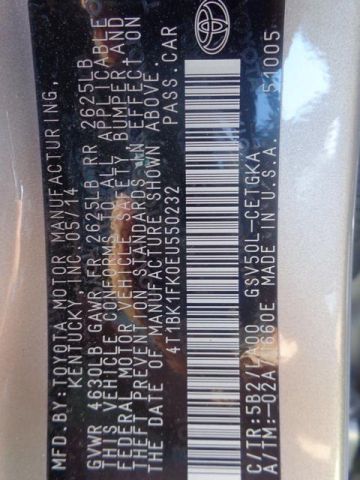 MFD.BY:TOYOTA MOTOR MANUFACTURING,
KENTUCKY, INC.05/14
GVWR 4630LB GAWR FR 2625LB RR 2625LB
THIS VEHICLE CONFORMS TO ALL APPLICABLE
FEDERAL MOTOR VEHICLE SAFETY, BUMPER AND
THEFT PREVENTION STANDARDS IN EFFECT ON
THE DATE OF MANUFACTURE SHOWN ABOVE.
4T1BK1FK0EU550232 PASS.CAR
C/TR:5B2/LA00 GSV50L-CETGKA
A/TM:-02A/U660E MADE IN U.S.A. 51005